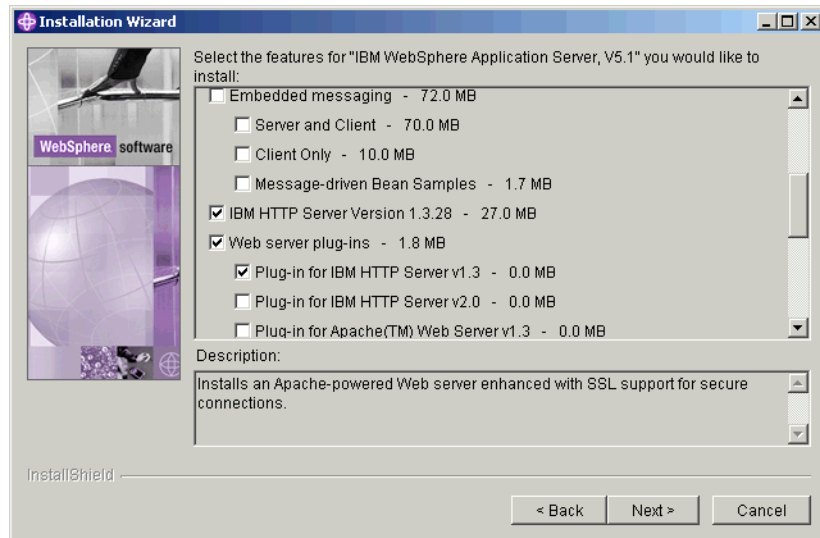 Installation Wizard
Select the features for "IBM WebSphere Application Server, V5.1" you would like to
install:
Embedded messaging - 72.0 MB
Server and Client - 70.0 MB
Client Only - 10.0 MB
Message-driven Bean Samples - 1.7 MB
IBM HTTP Server Version 1.3.28 - 27.0 MB
Web server plug-ins - 1.8 MB
Plug-in for IBM HTTP Server v1.3 - 0.0 MB
Plug-in for IBM HTTP Server v2.0 - 0.0 MB
Plug-in for Apache(TM) Web Server v1.3 - 0.0 MB
WebSphere software
Description:
Installs an Apache-powered Web server enhanced with SSL support for secure
connections.
InstallShield
< Back
Next >
Cancel